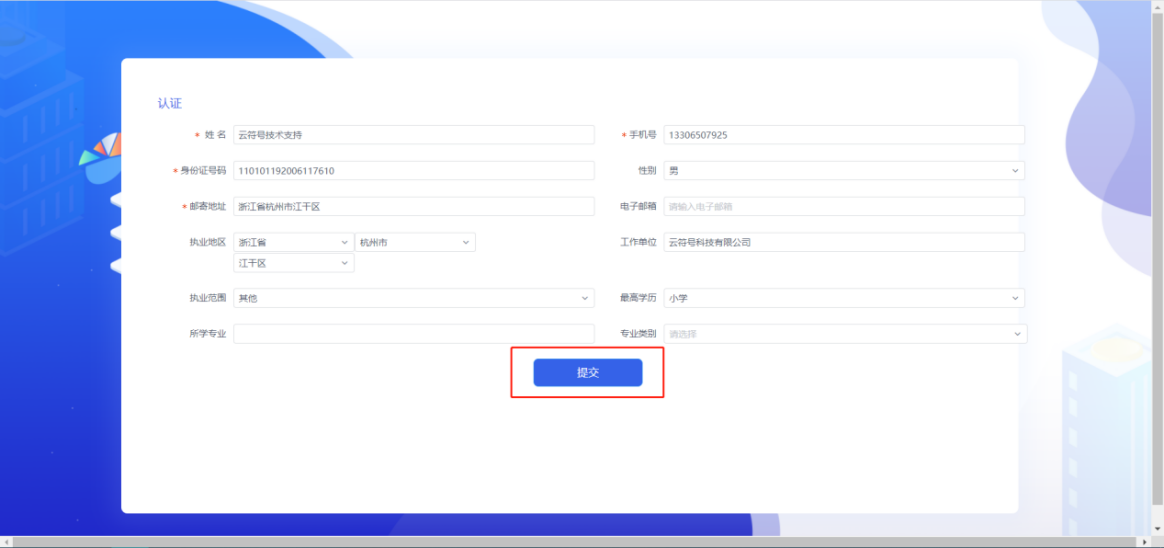 认证
* 姓 名 云符号技术支持 * 手机号 13306507925
* 身份证号码 110101192006117610 性别 男
* 邮寄地址 浙江省杭州市江干区 电子邮箱 请输入电子邮箱
执业地区 浙江省 杭州市 工作单位 云符号科技有限公司
江干区
执业范围 其他 最高学历 小学
所学专业 专业类别 请选择
提交